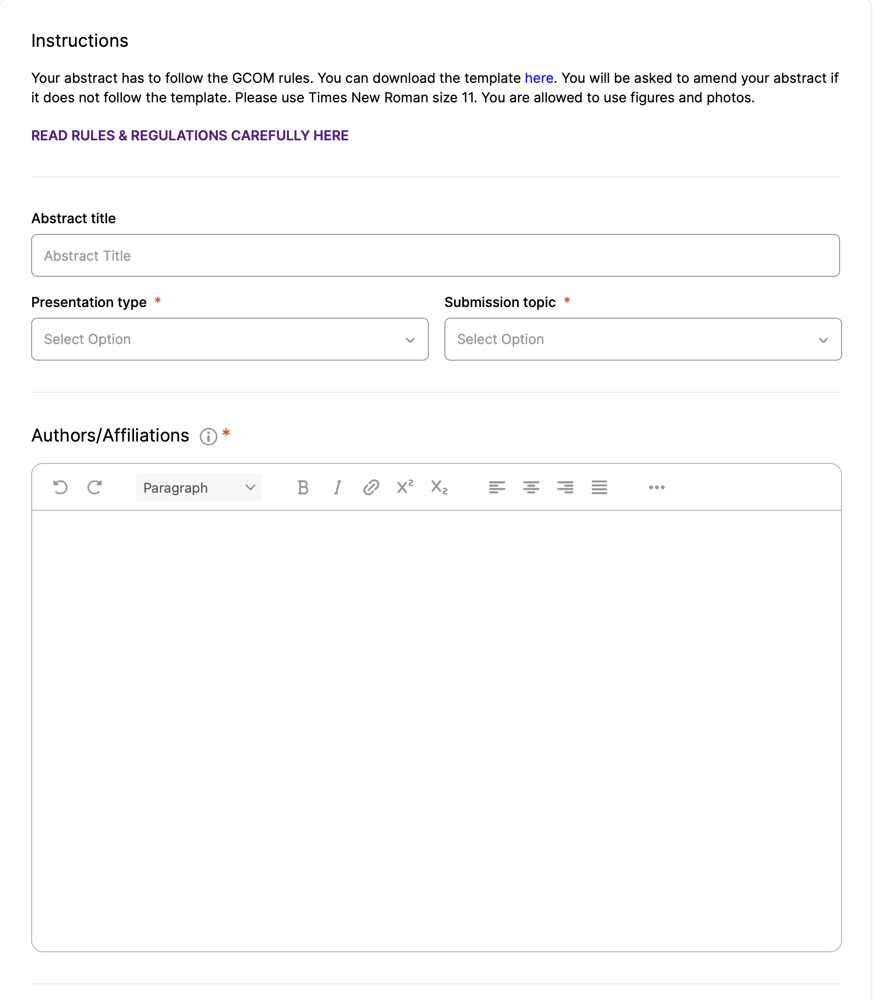 Instructions
Your abstract has to follow the GCOM rules. You can download the template here. You will be asked to amend your abstract if
it does not follow the template. Please use Times New Roman size 11. You are allowed to use figures and photos.
READ RULES & REGULATIONS CAREFULLY HERE
Abstract title
Abstract Title
Presentation type *
Submission topic *
Select Option
Select Option
Authors/Affiliations *
Paragraph